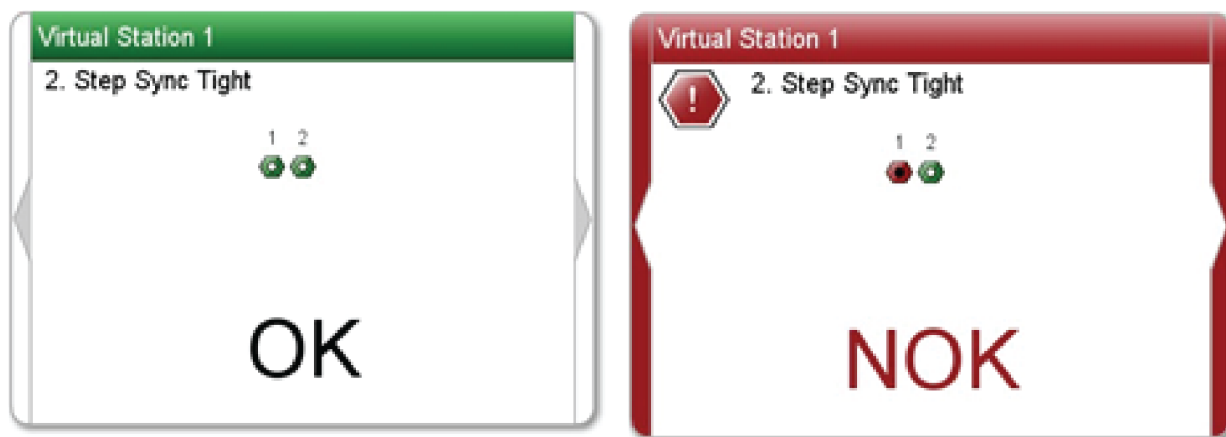 Virtual Station 1
2. Step Sync Tight
1 2
OK
Virtual Station 1
!
2. Step Sync Tight
1 2
NOK